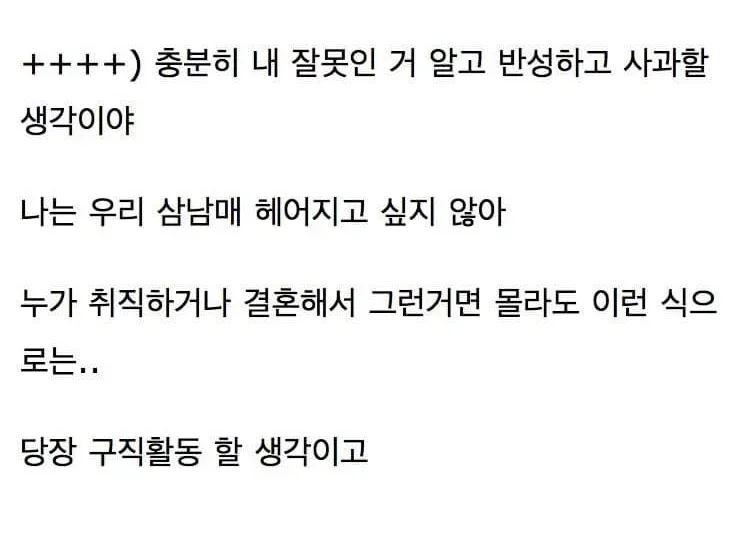 ++++) 충분히 내 잘못인 거 알고 반성하고 사과할
생각이야
나는 우리 삼남매 헤어지고 싶지 않아
누가 취직하거나 결혼해서 그런거면 몰라도 이런 식으
로는..
당장 구직활동 할 생각이고